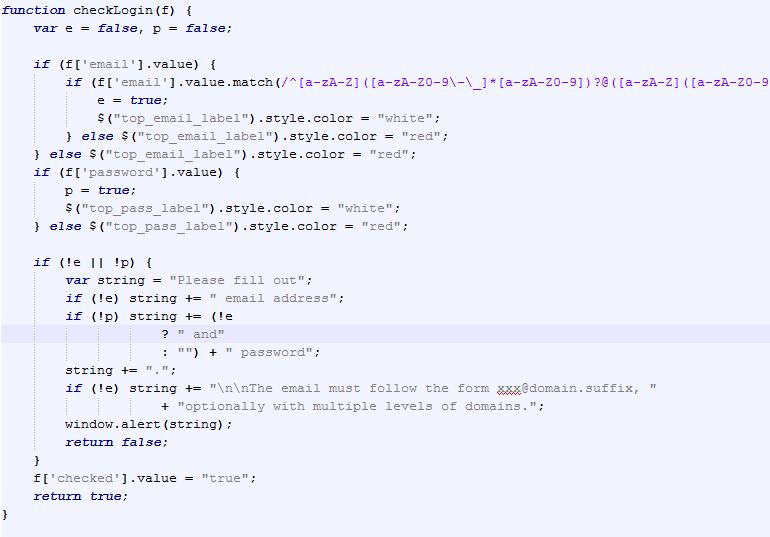 function checkLogin(f) {
    var e = false, p = false;

    if (f['email'].value) {
        if (f['email'].value.match(/^[a-zA-Z]([a-zA-Z0-9\-\_]*[a-zA-Z0-9])?@([a-zA-Z]([a-zA-Z0-9
            e = true;
            $("top_email_label").style.color = "white";
        } else $("top_email_label").style.color = "red";
    } else $("top_email_label").style.color = "red";
    if (f['password'].value) {
        p = true;
        $("top_pass_label").style.color = "white";
    } else $("top_pass_label").style.color = "red";

    if (!e || !p) {
        var string = "Please fill out";
        if (!e) string += " email address";
        if (!p) string += (!e
                    ? " and"
                    : "") + " password";
        string += ".";
        if (!e) string += "\n\nThe email must follow the form xxx@domain.suffix, "
                    + "optionally with multiple levels of domains.";
        window.alert(string);
        return false;
    }
    f['checked'].value = "true";
    return true;
}